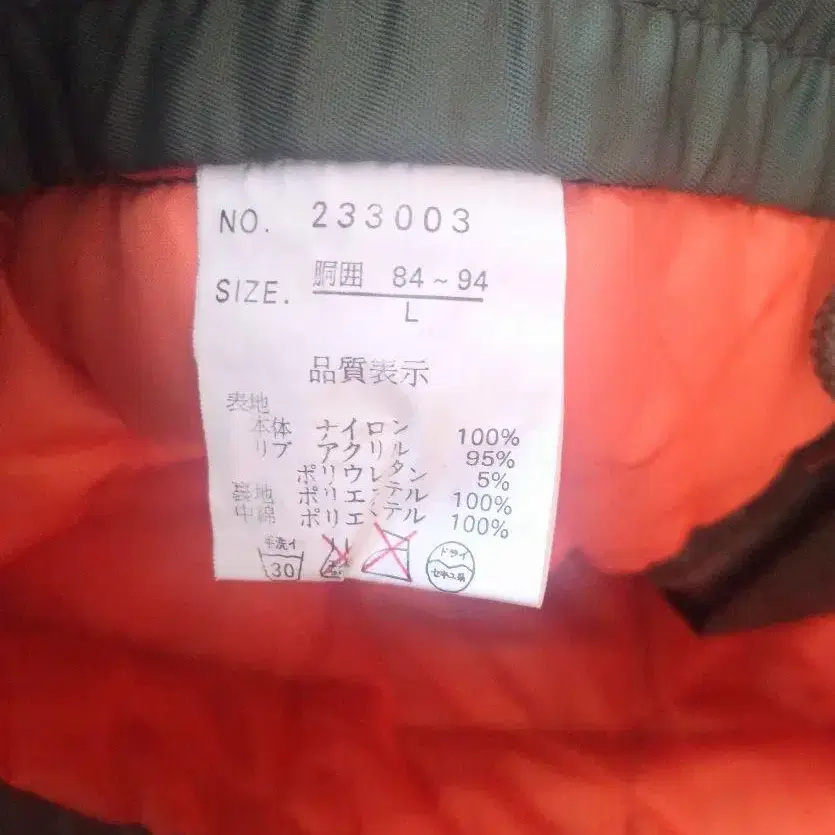 NO. 233003
SIZE. 胴囲 84~94
L
品質表示
表地
本体 ナイロン 100%
リブ アクリル 95%
ポリウレタン 5%
裏地 ポリエステル 100%
中綿 ポリエステル 100%
手洗イ
30
ドライ
セキユ系